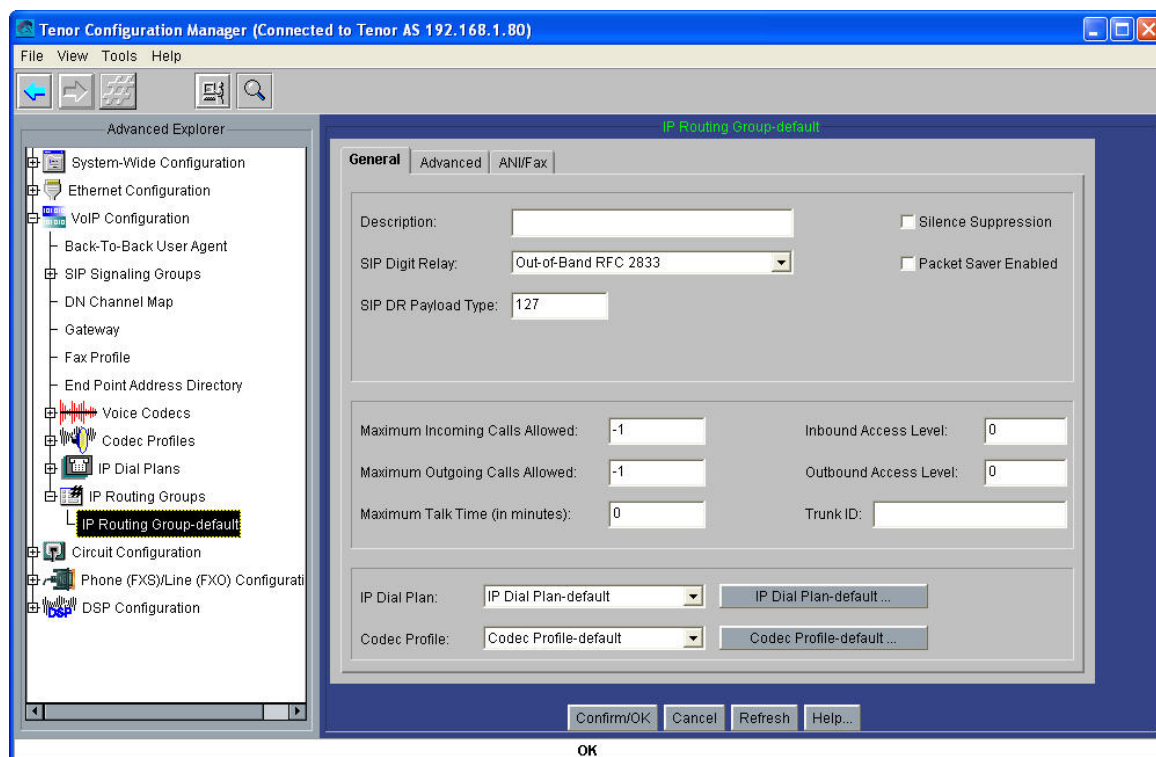 Tenor Configuration Manager (Connected to Tenor AS 192.168.1.80)
File View Tools Help
Advanced Explorer
System-Wide Configuration
Ethernet Configuration
VoIP Configuration
Back-To-Back User Agent
SIP Signaling Groups
DN Channel Map
Gateway
Fax Profile
End Point Address Directory
Voice Codecs
Codec Profiles
IP Dial Plans
IP Routing Groups
IP Routing Group-default
Circuit Configuration
Phone (FXS)/Line (FXO) Configurati
DSP Configuration
IP Routing Group-default
General Advanced ANI/Fax
Description: Silence Suppression
SIP Digit Relay: Out-of-Band RFC 2833 Packet Saver Enabled
SIP DR Payload Type: 127
Maximum Incoming Calls Allowed: -1 Inbound Access Level: 0
Maximum Outgoing Calls Allowed: -1 Outbound Access Level: 0
Maximum Talk Time (in minutes): 0 Trunk ID:
IP Dial Plan: IP Dial Plan-default IP Dial Plan-default ...
Codec Profile: Codec Profile-default Codec Profile-default ...
Confirm/OK Cancel Refresh Help...
OK